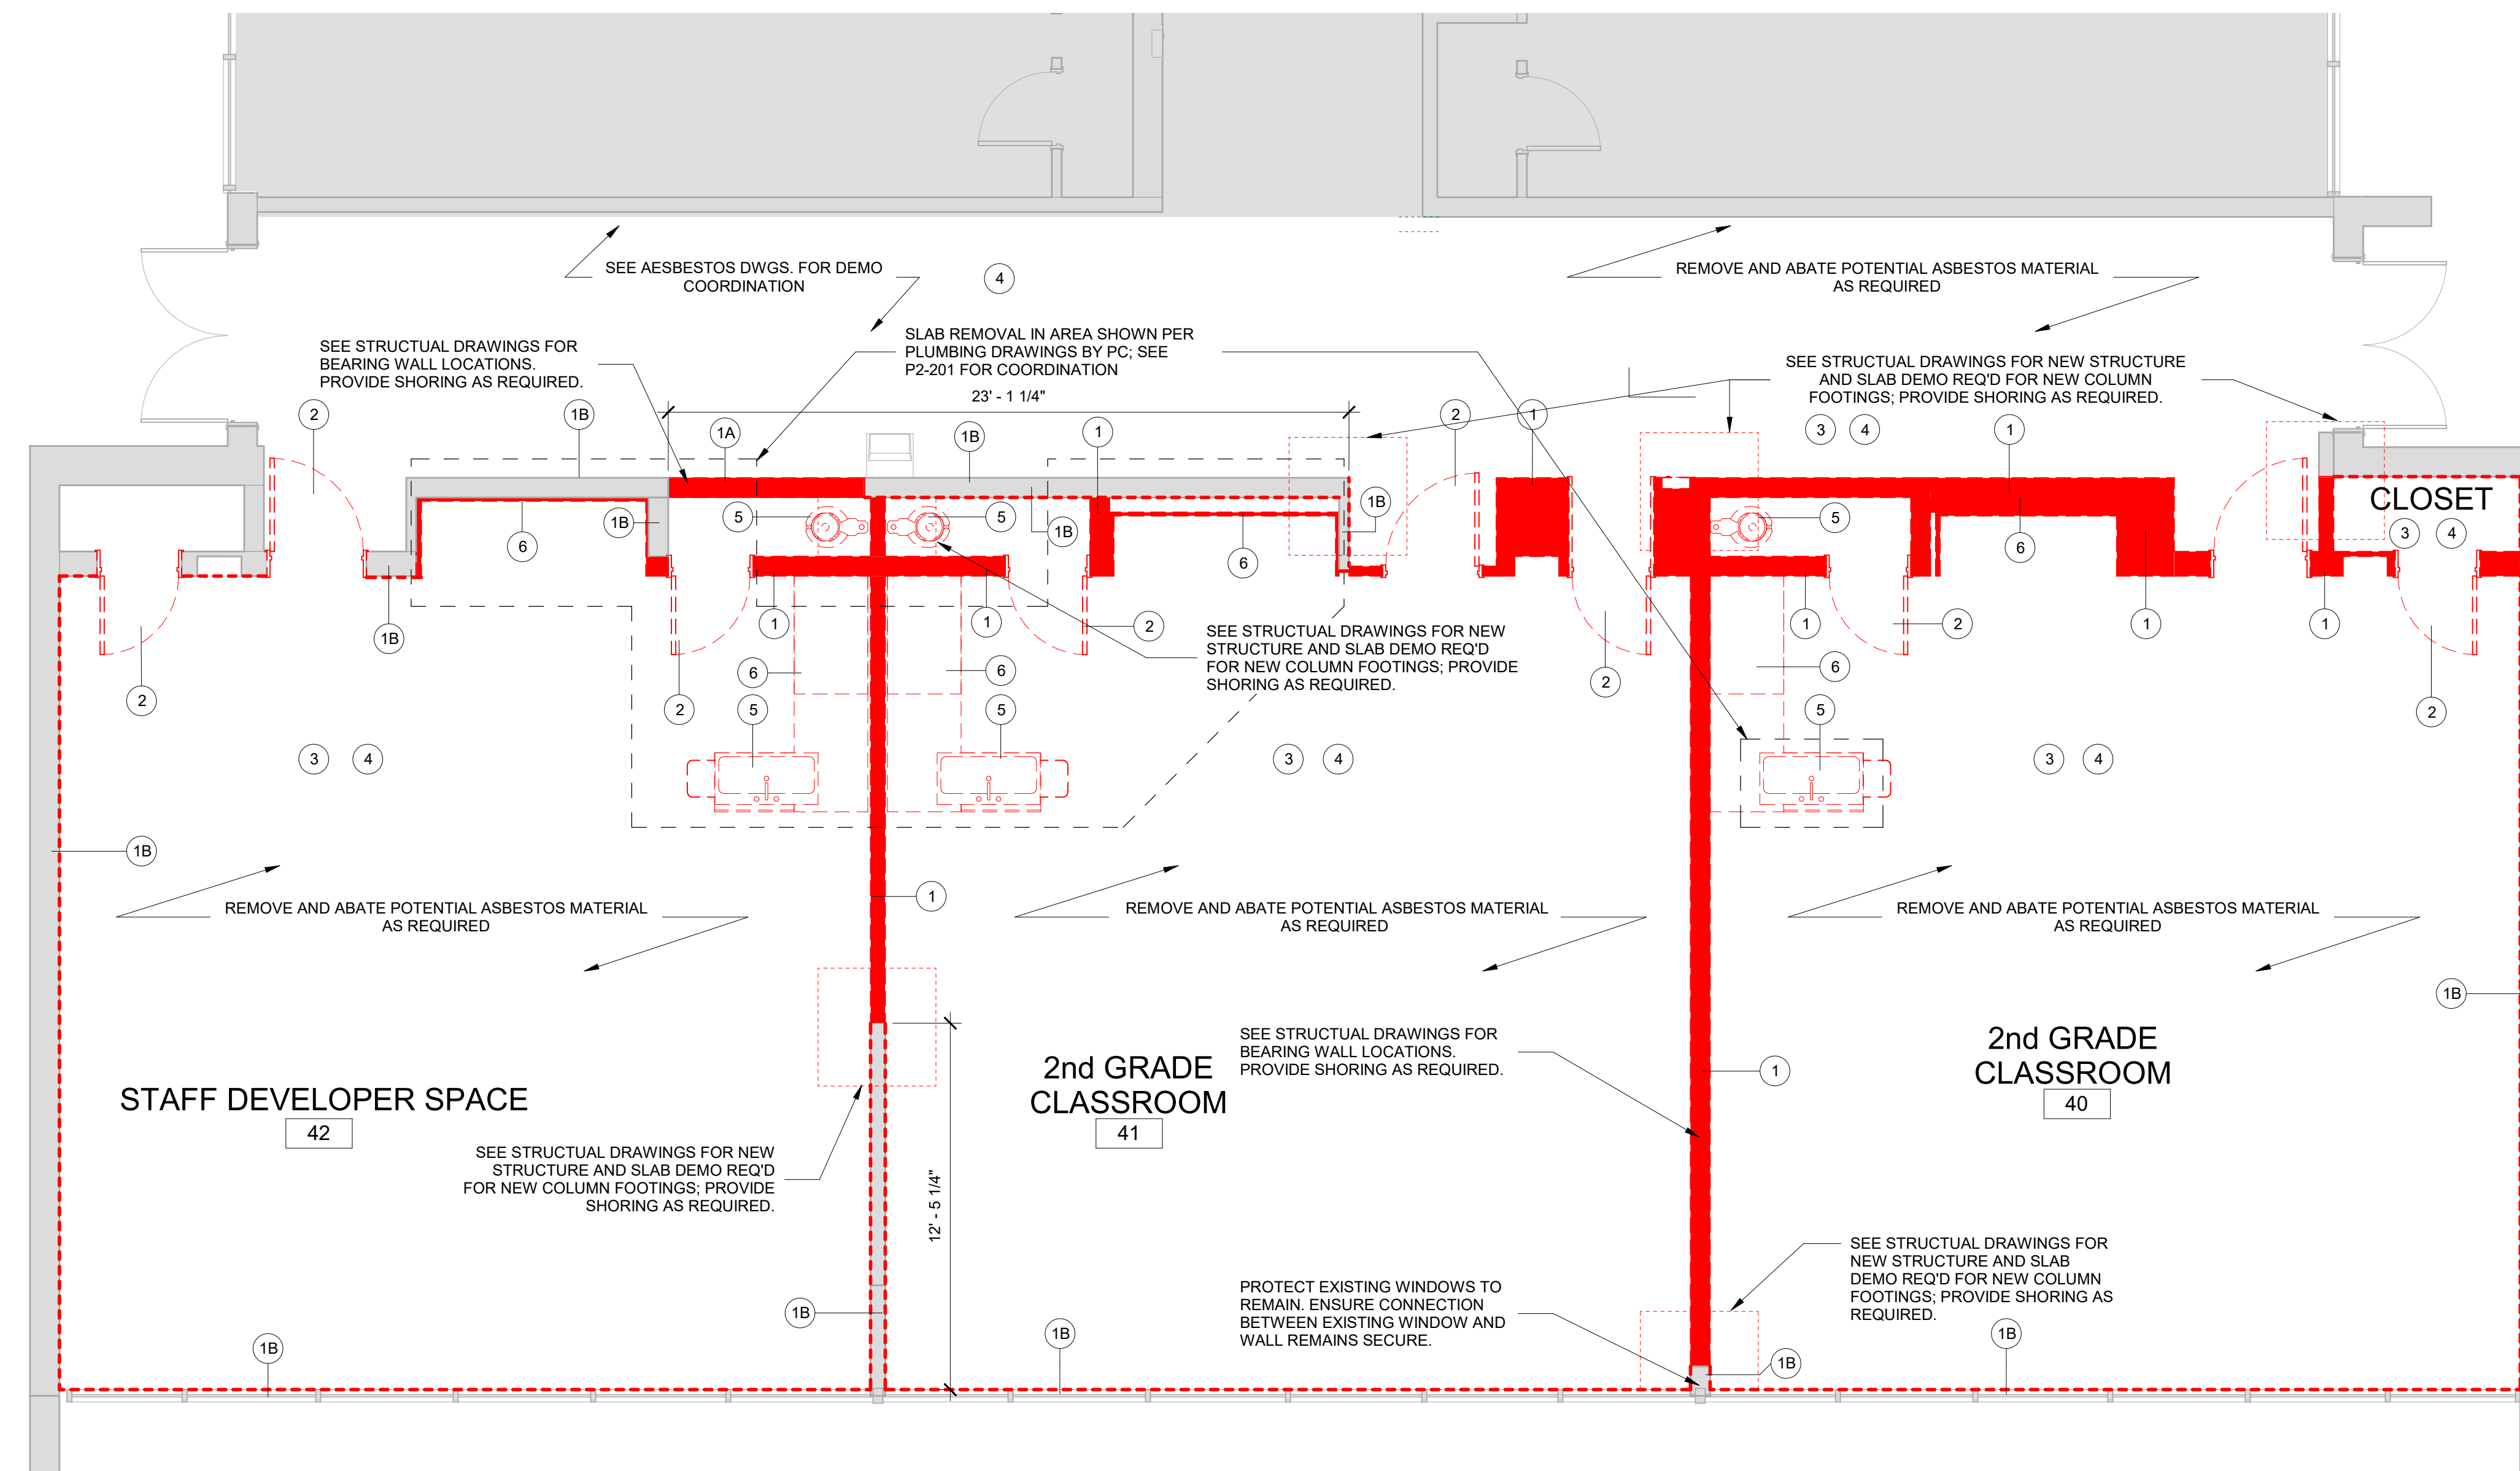 SEE AESBESTOS DWGS. FOR DEMO
COORDINATION
4
REMOVE AND ABATE POTENTIAL ASBESTOS MATERIAL
AS REQUIRED
SEE STRUCTUAL DRAWINGS FOR
BEARING WALL LOCATIONS.
PROVIDE SHORING AS REQUIRED.
SLAB REMOVAL IN AREA SHOWN PER
PLUMBING DRAWINGS BY PC; SEE
P2-201 FOR COORDINATION
23' - 1 1/4"
SEE STRUCTUAL DRAWINGS FOR NEW STRUCTURE
AND SLAB DEMO REQ'D FOR NEW COLUMN
FOOTINGS; PROVIDE SHORING AS REQUIRED.
2
1B
1A
1B
1
2
1
3
4
1
CLOSET
3
4
6
1B
5
5
1B
1B
6
5
6
1B
2
1
2
6
5
1
6
5
2
SEE STRUCTUAL DRAWINGS FOR NEW
STRUCTURE AND SLAB DEMO REQ'D
FOR NEW COLUMN FOOTINGS; PROVIDE
SHORING AS REQUIRED.
2
1
2
6
5
1
1
2
3
4
3
4
3
4
1B
1
REMOVE AND ABATE POTENTIAL ASBESTOS MATERIAL
AS REQUIRED
REMOVE AND ABATE POTENTIAL ASBESTOS MATERIAL
AS REQUIRED
REMOVE AND ABATE POTENTIAL ASBESTOS MATERIAL
AS REQUIRED
1B
STAFF DEVELOPER SPACE
42
2nd GRADE
CLASSROOM
41
SEE STRUCTUAL DRAWINGS FOR
BEARING WALL LOCATIONS.
PROVIDE SHORING AS REQUIRED.
1
2nd GRADE
CLASSROOM
40
SEE STRUCTUAL DRAWINGS FOR NEW
STRUCTURE AND SLAB DEMO REQ'D
FOR NEW COLUMN FOOTINGS; PROVIDE
SHORING AS REQUIRED.
12' - 5 1/4"
PROTECT EXISTING WINDOWS TO
REMAIN. ENSURE CONNECTION
BETWEEN EXISTING WINDOW AND
WALL REMAINS SECURE.
SEE STRUCTUAL DRAWINGS FOR
NEW STRUCTURE AND SLAB
DEMO REQ'D FOR NEW COLUMN
FOOTINGS; PROVIDE SHORING AS
REQUIRED.
1B
1B
1B
1B
1B